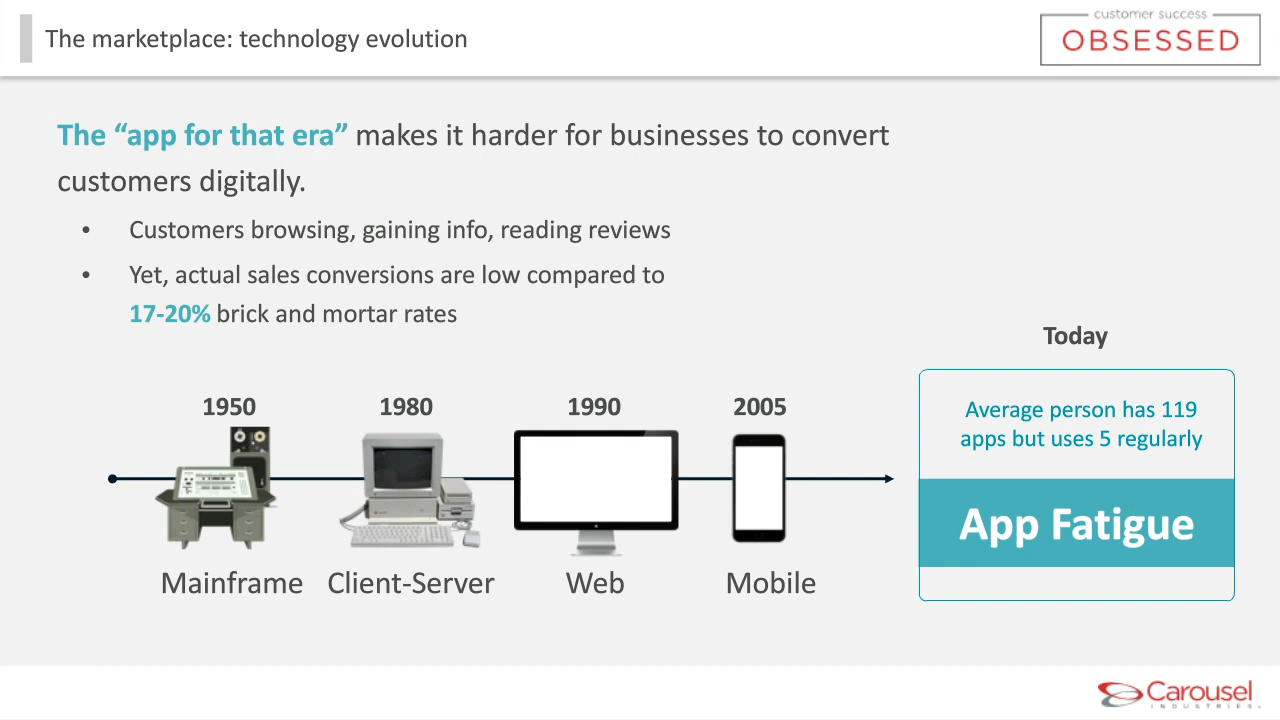 The marketplace: technology evolution
customer success
OBSESSED
The “app for that era” makes it harder for businesses to convert
customers digitally.
• Customers browsing, gaining info, reading reviews
• Yet, actual sales conversions are low compared to
17-20% brick and mortar rates
Today
1950
1980
1990
2005
Average person has 119
apps but uses 5 regularly
App Fatigue
Mainframe
Client-Server
Web
Mobile
Carousel
INDUSTRIES®